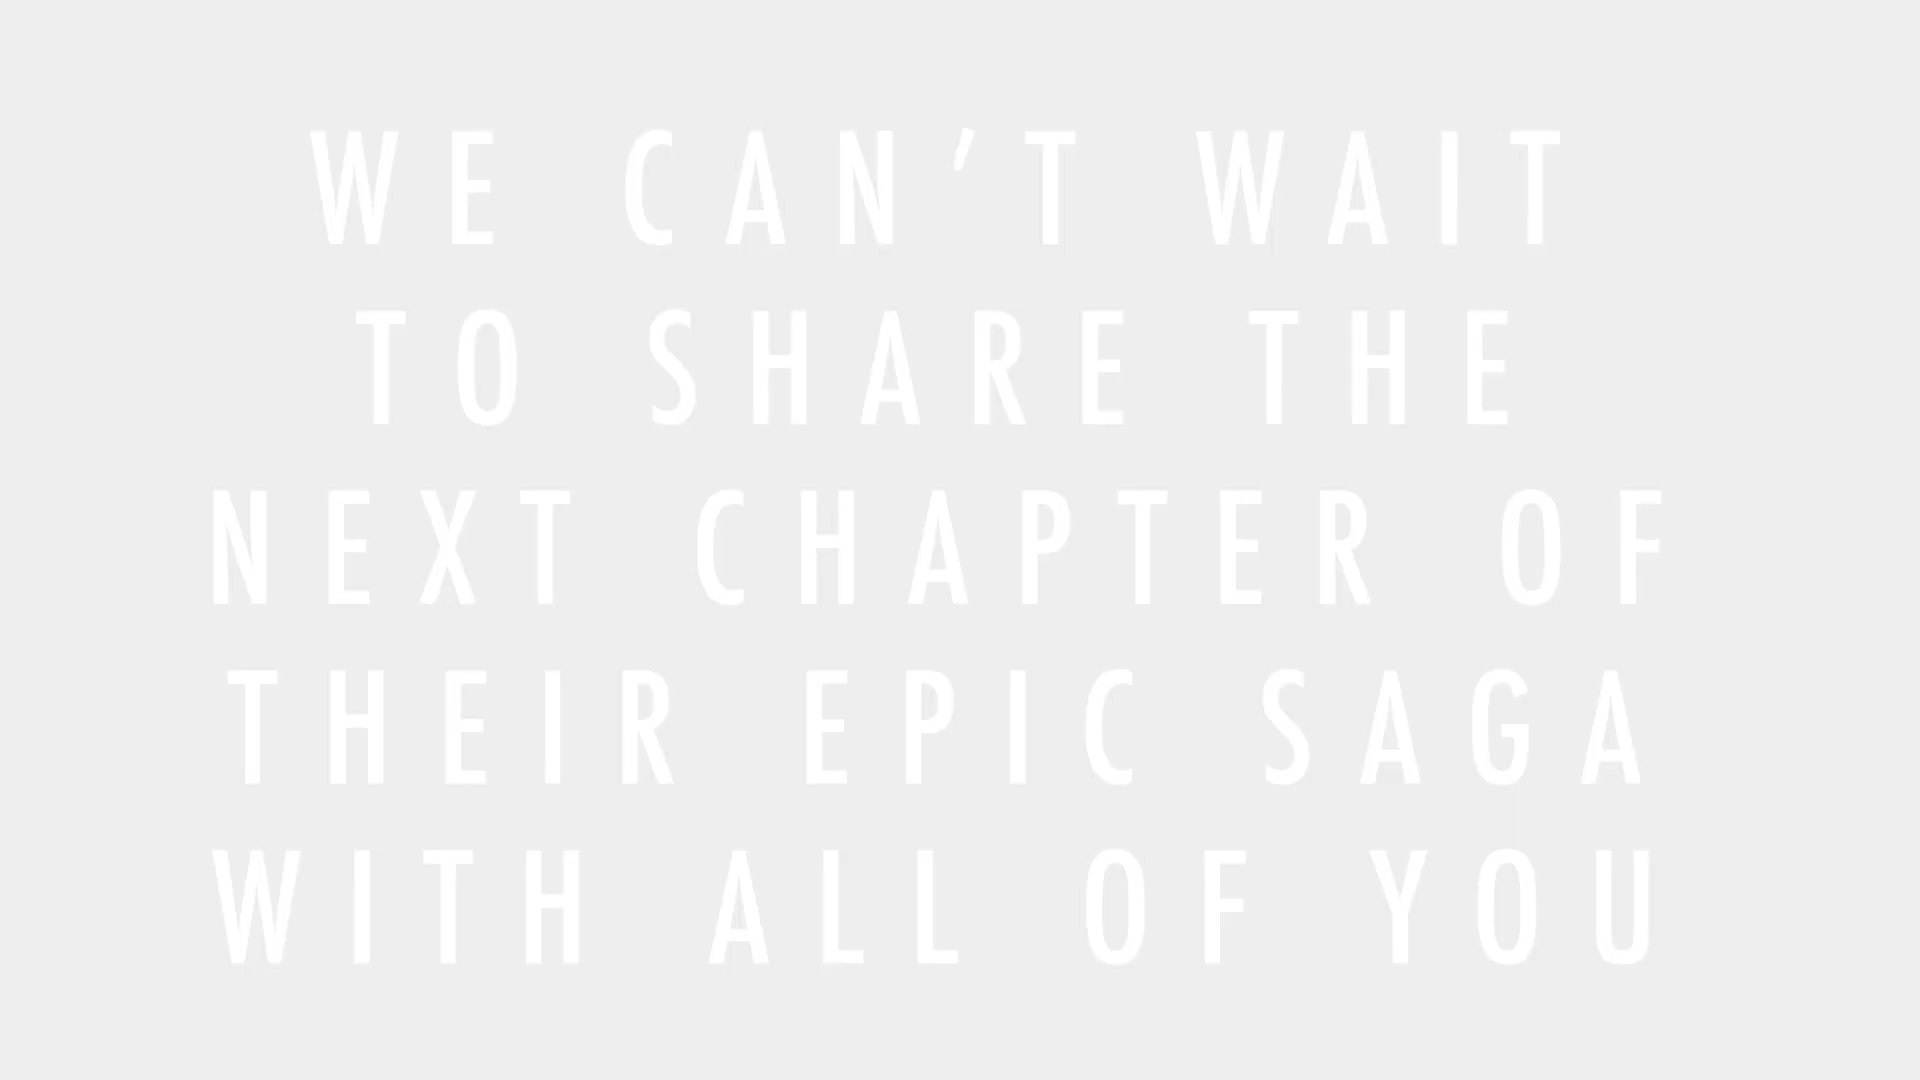 WE CAN’T WAIT
TO SHARE THE
NEXT CHAPTER OF
THEIR EPIC SAGA
WITH ALL OF YOU